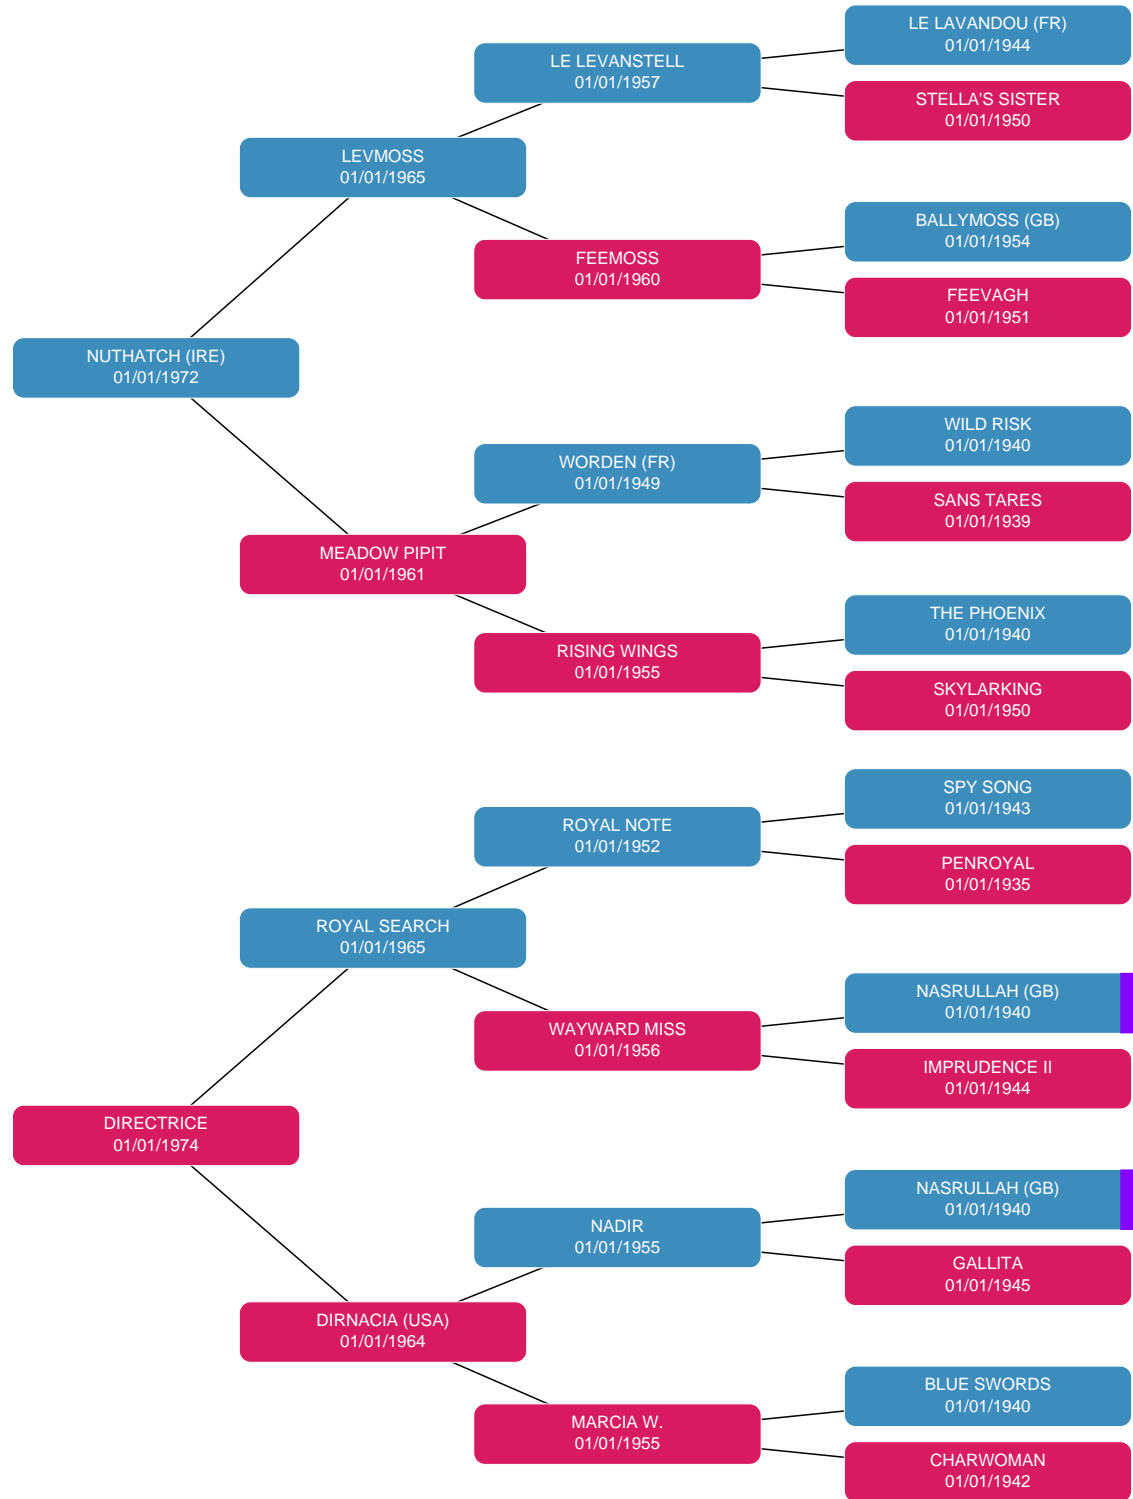 LE LAVANDOU (FR)
01/01/1944
LE LEVANSTELL
01/01/1957
STELLA'S SISTER
01/01/1950
LEVMOSS
01/01/1965
BALLYMOSS (GB)
01/01/1954
FEEMOSS
01/01/1960
FEEVAGH
01/01/1951
NUTHATCH (IRE)
01/01/1972
WILD RISK
01/01/1940
WORDEN (FR)
01/01/1949
SANS TARES
01/01/1939
MEADOW PIPIT
01/01/1961
THE PHOENIX
01/01/1940
RISING WINGS
01/01/1955
SKYLARKING
01/01/1950
SPY SONG
01/01/1943
ROYAL NOTE
01/01/1952
PENROYAL
01/01/1935
ROYAL SEARCH
01/01/1965
NASRULLAH (GB)
01/01/1940
WAYWARD MISS
01/01/1956
IMPRUDENCE II
01/01/1944
DIRECTRICE
01/01/1974
NASRULLAH (GB)
01/01/1940
NADIR
01/01/1955
GALLITA
01/01/1945
DIRNACIA (USA)
01/01/1964
BLUE SWORDS
01/01/1940
MARCIA W.
01/01/1955
CHARWOMAN
01/01/1942